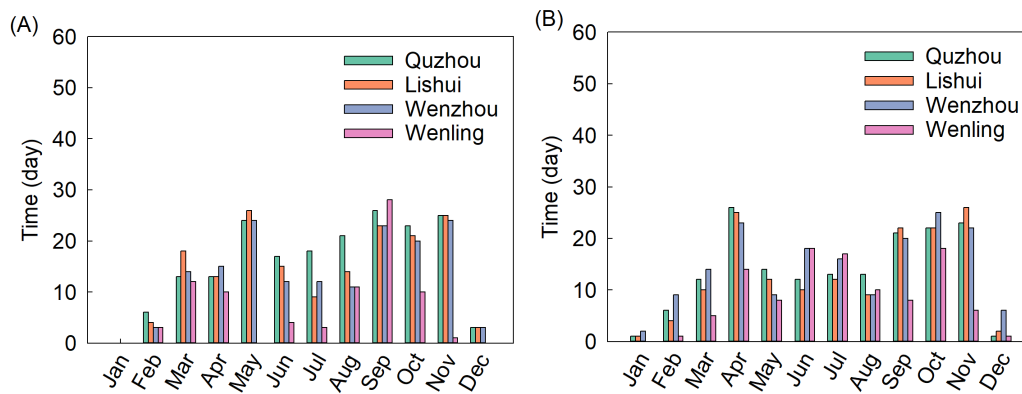 (A)
60
50
40
30
20
10
0
Time (day)
Quzhou
Lishui
Wenzhou
Wenling
Jan
Feb
Mar
Apr
May
Jun
Jul
Aug
Sep
Oct
Nov
Dec
(B)
60
50
40
30
20
10
0
Time (day)
Quzhou
Lishui
Wenzhou
Wenling
Jan
Feb
Mar
Apr
May
Jun
Jul
Aug
Sep
Oct
Nov
Dec